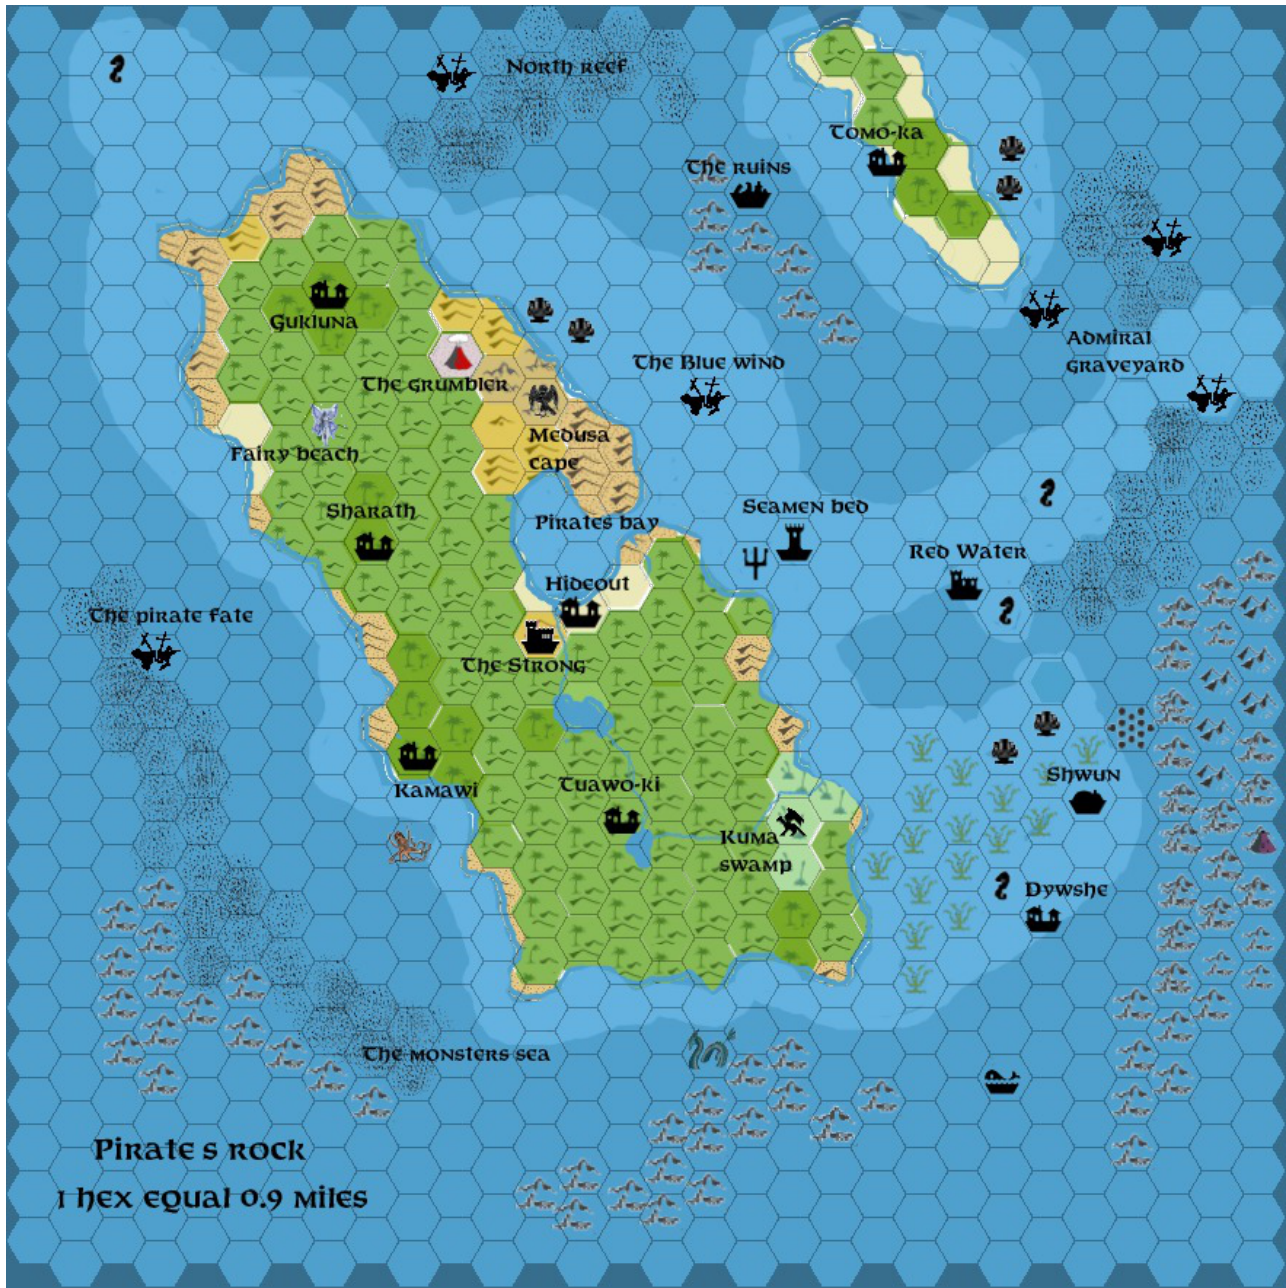 North reef
Tomo-ka
The ruins
Gukluna
The Blue wind
Admiral
graveyard
The grumbler
Medusa
cape
Fairy beach
Sharath
Pirates bay
Seamen bed
Red Water
Hideout
The pirate fate
The Strong
Kamawi
Tuawo-ki
Shwun
Kuma
swamp
Dywshe
The monsters sea
Pirate s rock
1 hex equal 0.9 miles